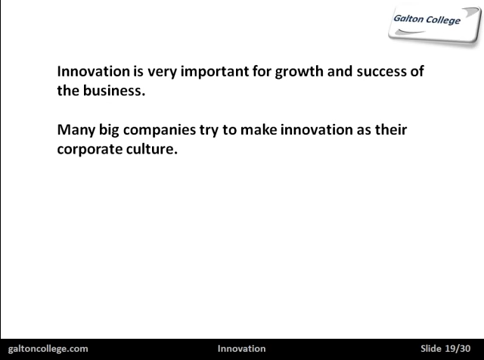 Galton College
Innovation is very important for growth and success of
the business.
Many big companies try to make innovation as their
corporate culture.
galtoncollege.com Innovation Slide 19/30